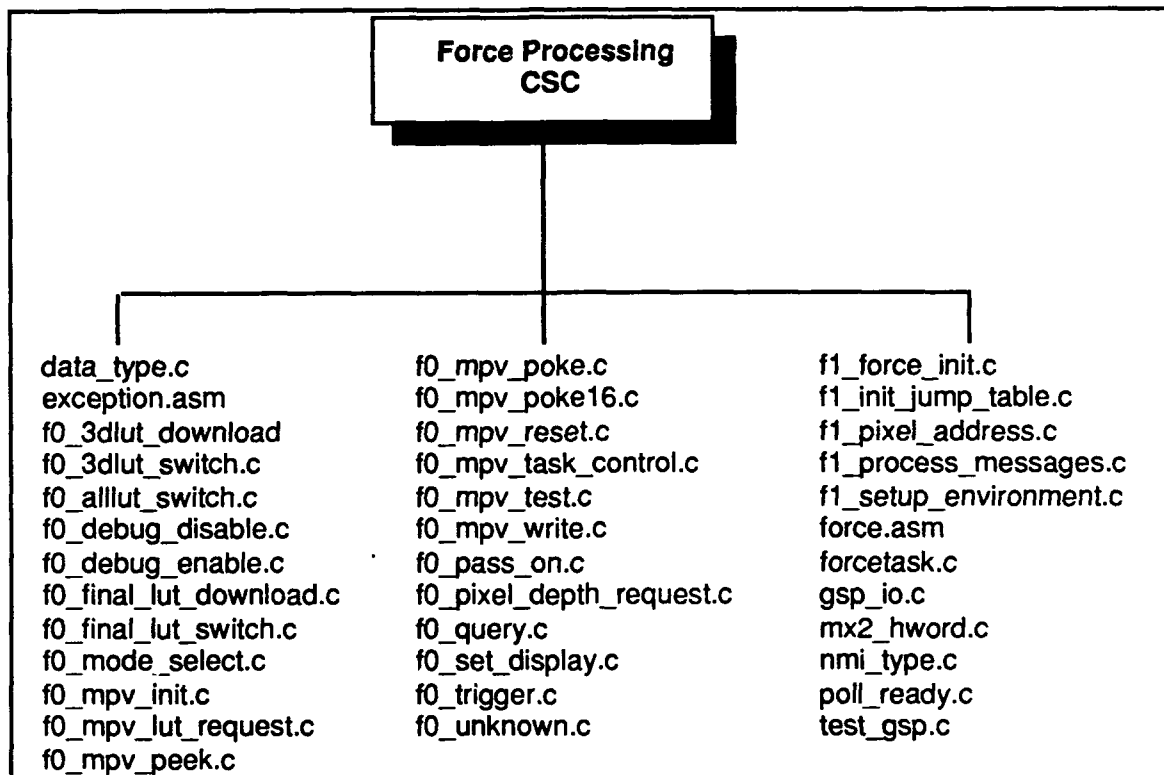 Force Processing
CSC
data_type.c
exception.asm
f0_3dlut_download
f0_3dlut_switch.c
f0_alllut_switch.c
f0_debug_disable.c
f0_debug_enable.c
f0_final_lut_download.c
f0_final_lut_switch.c
f0_mode_select.c
f0_mpv_init.c
f0_mpv_lut_request.c
f0_mpv_peek.c
f0_mpv_poke.c
f0_mpv_poke16.c
f0_mpv_reset.c
f0_mpv_task_control.c
f0_mpv_test.c
f0_mpv_write.c
f0_pass_on.c
f0_pixel_depth_request.c
f0_query.c
f0_set_display.c
f0_trigger.c
f0_unknown.c
f1_force_init.c
f1_init_jump_table.c
f1_pixel_address.c
f1_process_messages.c
f1_setup_environment.c
force.asm
forcetask.c
gsp_io.c
mx2_hword.c
nmi_type.c
poll_ready.c
test_gsp.c